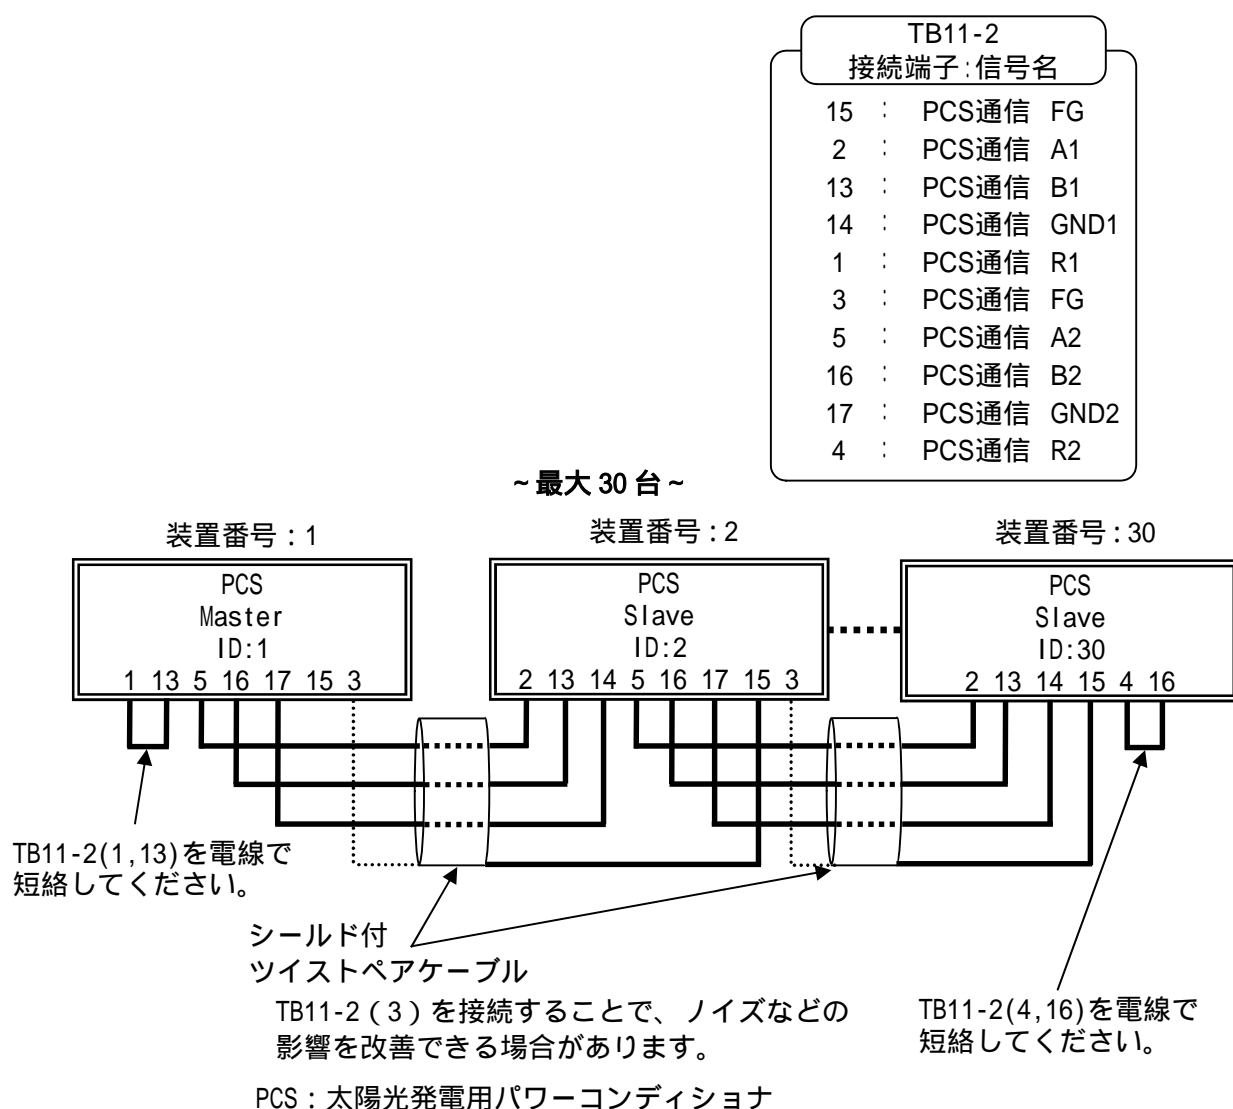 TB11-2
接続端子:信号名
15 : PCS通信 FG
2 : PCS通信 A1
13 : PCS通信 B1
14 : PCS通信 GND1
1 : PCS通信 R1
3 : PCS通信 FG
5 : PCS通信 A2
16 : PCS通信 B2
17 : PCS通信 GND2
4 : PCS通信 R2
~最大30台~
装置番号:1
装置番号:2
装置番号:30
PCS
Master
ID:1
1 13 5 16 17 15 3
PCS
Slave
ID:2
2 13 14 5 16 17 15 3
PCS
Slave
ID:30
2 13 14 15 4 16
TB11-2(1,13)を電線で
短絡してください。
シールド付
ツイストペアケーブル
TB11-2(3)を接続することで、ノイズなどの
影響を改善できる場合があります。
TB11-2(4,16)を電線で
短絡してください。
PCS:太陽光発電用パワーコンディショナ